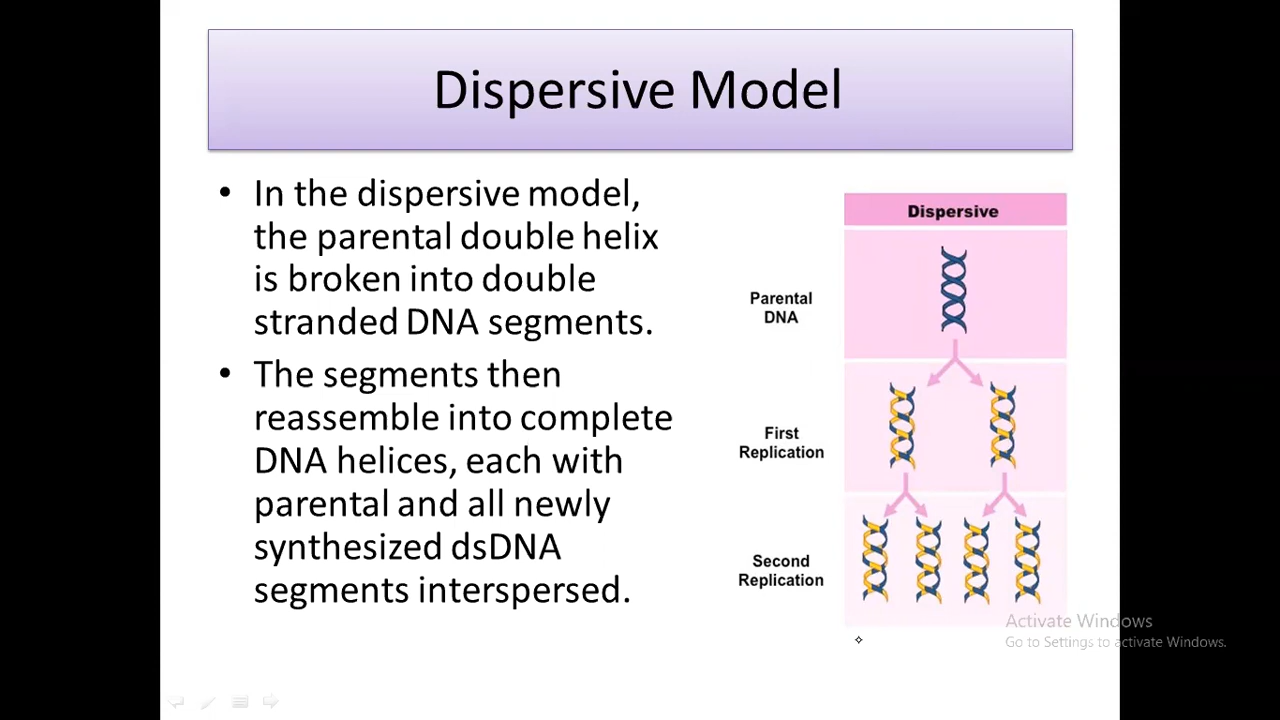 Dispersive Model
• In the dispersive model,
the parental double helix
is broken into double
stranded DNA segments.
• The segments then
reassemble into complete
DNA helices, each with
parental and all newly
synthesized dsDNA
segments interspersed.
Dispersive
Parental
DNA
First
Replication
Second
Replication
Activate Windows
Go to Settings to activate Windows.